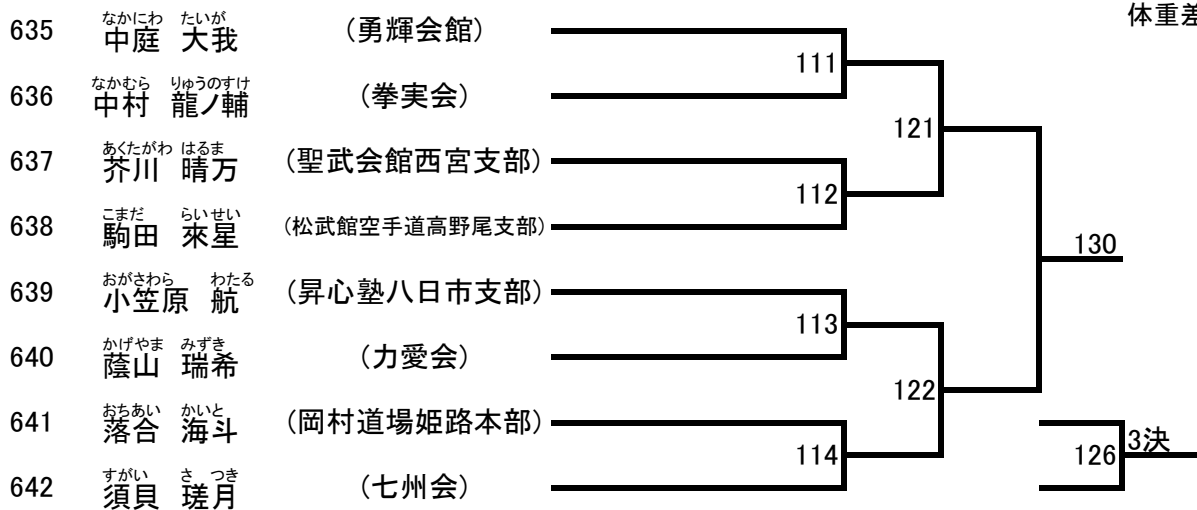 体重差
なかにわ たいが
635 中庭 大我 (勇輝会館)
111
なかむら りゅうのすけ
636 中村 龍ノ輔 (拳実会)
121
あくたがわ はるま
637 芥川 晴万 (聖武会館西宮支部)
112
こまだ らいせい
638 駒田 來星 (松武館空手道高野尾支部)
130
おがさわら わたる
639 小笠原 航 (昇心塾八日市支部)
113
かげやま みずき
640 蔭山 瑞希 (力愛会)
122
おちあい かいと
641 落合 海斗 (岡村道場姫路本部)
114 126 3決
すがい さ つき
642 須貝 瑳月 (七州会)